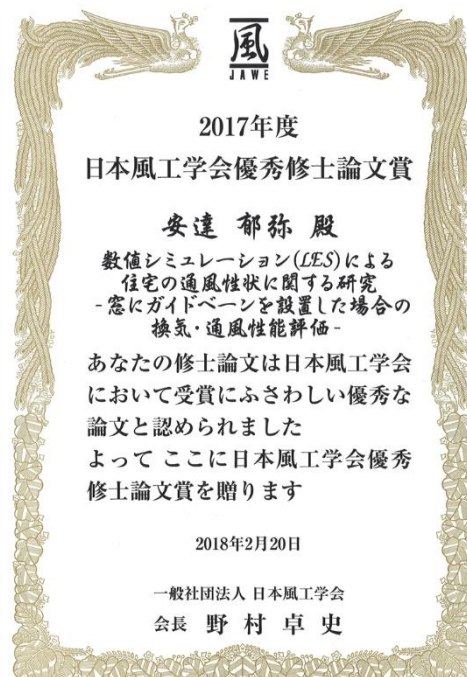 風
JAWE
2017年度
日本風工学会優秀修士論文賞
安達 郁弥 殿
数値シミュレーション(LES)による
住宅の通風性状に関する研究
-窓にガイドベーンを設置した場合の
換気・通風性能評価-
あなたの修士論文は日本風工学会
において受賞にふさわしい優秀な
論文と認められました
よって ここに日本風工学会優秀
修士論文賞を贈ります
2018年2月20日
一般社団法人 日本風工学会
会長 野村卓史